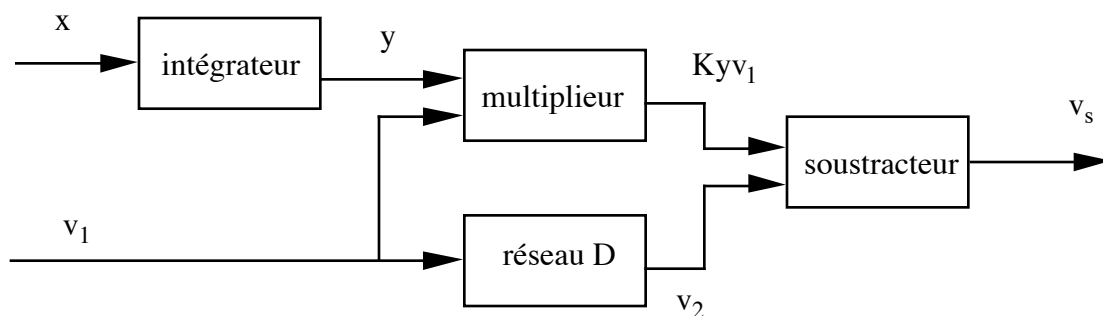 x
intégrateur
y
multiplieur
Kyv₁
soustracteur
vₛ
v₁
réseau D
v₂